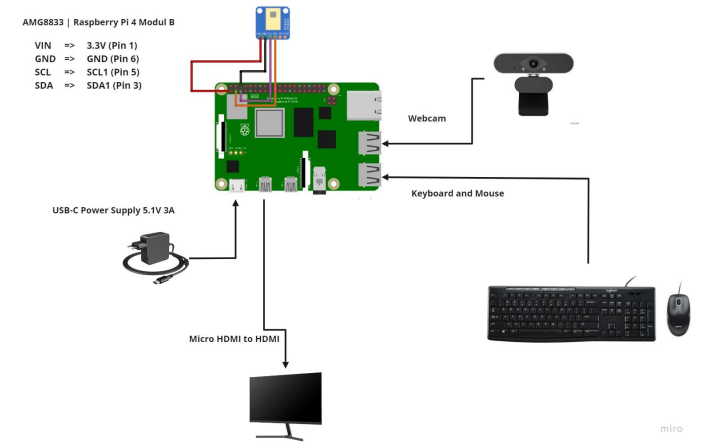 AMG8833 | Raspberry Pi 4 Modul B
VIN => 3.3V (Pin 1)
GND => GND (Pin 6)
SCL => SCL1 (Pin 5)
SDA => SDA1 (Pin 3)
Webcam
Keyboard and Mouse
USB-C Power Supply 5.1V 3A
Micro HDMI to HDMI
miro